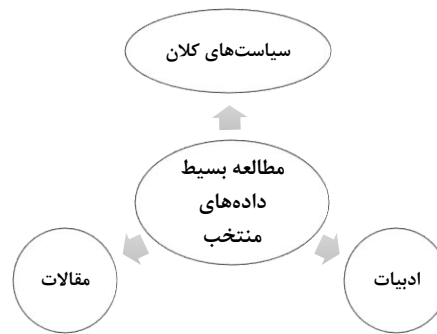 سیاست‌های کلان
مطالعه بسیط
داده‌های
منتخب
ادبیات
مقالات